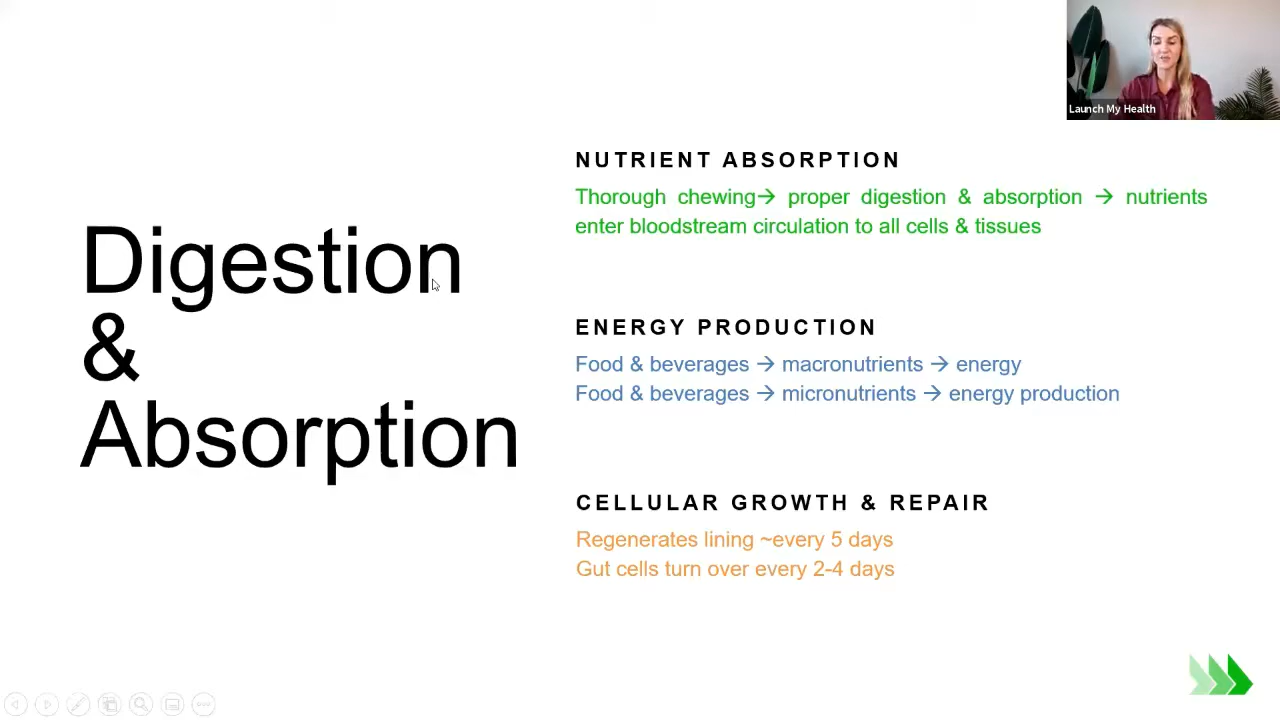 Launch My Health
Digestion
&
Absorption
NUTRIENT ABSORPTION
Thorough chewing→ proper digestion & absorption → nutrients
enter bloodstream circulation to all cells & tissues
ENERGY PRODUCTION
Food & beverages → macronutrients → energy
Food & beverages → micronutrients → energy production
CELLULAR GROWTH & REPAIR
Regenerates lining ~every 5 days
Gut cells turn over every 2-4 days